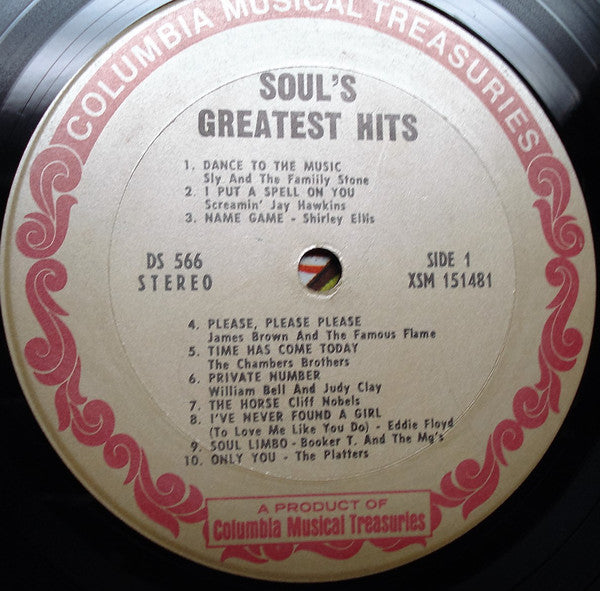 COLUMBIA MUSICAL TREASURIES
SOUL'S
GREATEST HITS
1. DANCE TO THE MUSIC
Sly And The Famiily Stone
2. I PUT A SPELL ON YOU
Screamin' Jay Hawkins
3. NAME GAME - Shirley Ellis
DS 566
STEREO
SIDE 1
XSM 151481
4. PLEASE, PLEASE PLEASE
James Brown And The Famous Flame
5. TIME HAS COME TODAY
The Chambers Brothers
6. PRIVATE NUMBER
William Bell And Judy Clay
7. THE HORSE Cliff Nobels
8. I'VE NEVER FOUND A GIRL
(To Love Me Like You Do) - Eddie Floyd
9. SOUL LIMBO - Booker T. And The Mg's
10. ONLY YOU - The Platters
A PRODUCT OF
Columbia Musical Treasuries